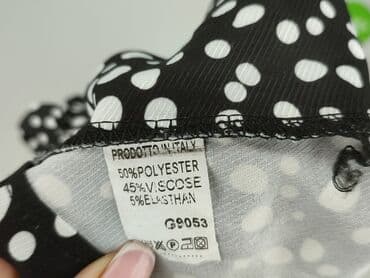 PRODOTTO IN ITALY
50%POLYESTER
45%VISCOSE
5%ELASTHAN
G9053